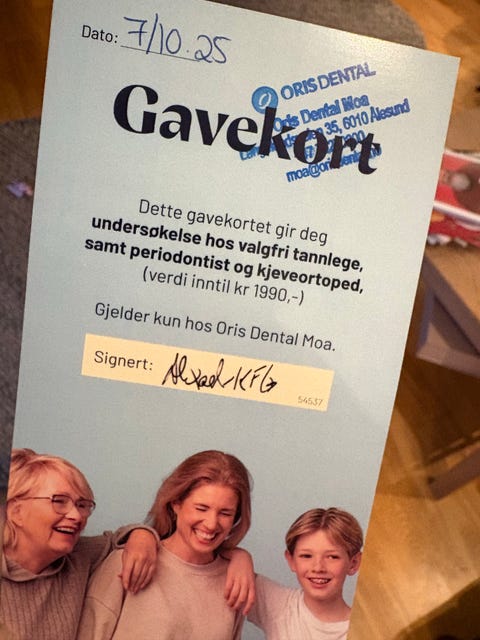 Dato: 7/10.25
ORIS DENTAL
Oris Dental Moa
35, 6010 Ålesund
moa@
Gavekort
Dette gavekortet gir deg
undersøkelse hos valgfri tannlege,
samt periodontist og kjeveortoped,
(verdi inntil kr 1990,-)
Gjelder kun hos Oris Dental Moa.
Signert:
54537